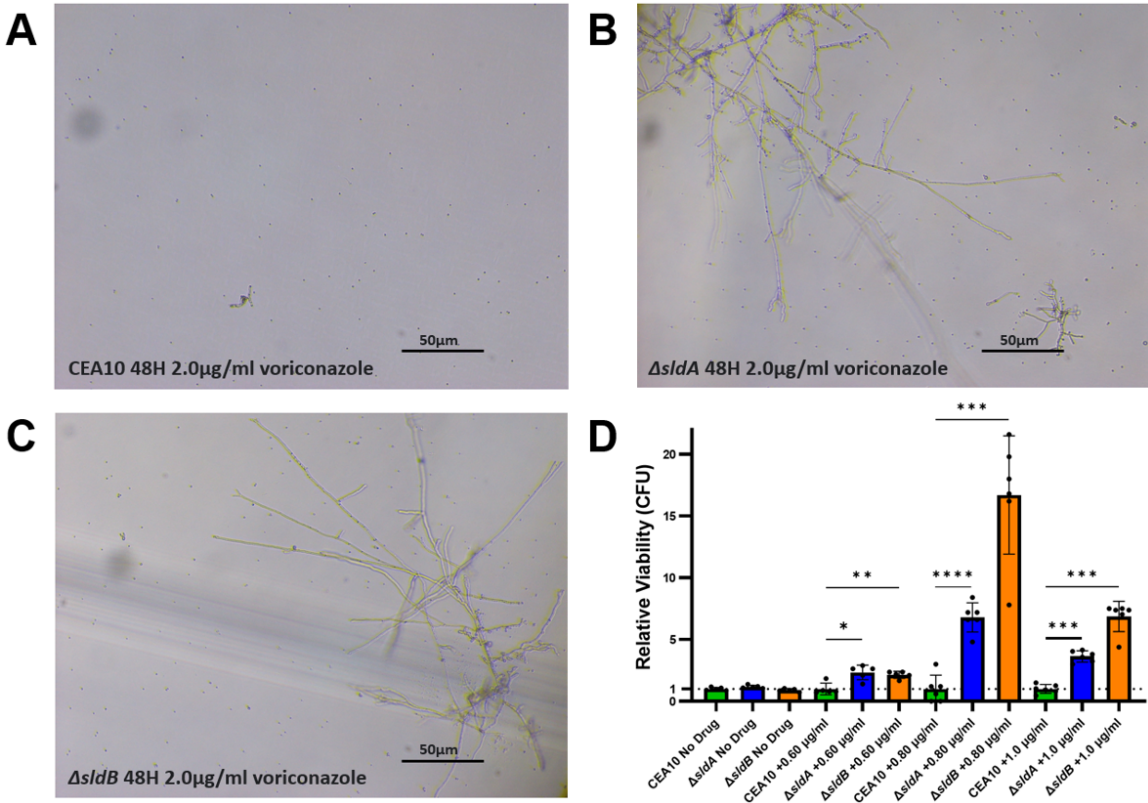 A
50µm
CEA10 48H 2.0µg/ml voriconazole
B
50µm
ΔsldA 48H 2.0µg/ml voriconazole
C
50µm
ΔsldB 48H 2.0µg/ml voriconazole
D
Relative Viability (CFU)
20
15
10
5
1
0
***
**
****
***
*
***
CEA10 No Drug
ΔsldA No Drug
ΔsldB No Drug
CEA10 +0.60 µg/ml
ΔsldA +0.60 µg/ml
ΔsldB +0.60 µg/ml
CEA10 +0.80 µg/ml
ΔsldA +0.80 µg/ml
ΔsldB +0.80 µg/ml
CEA10 +1.0 µg/ml
ΔsldA +1.0 µg/ml
ΔsldB +1.0 µg/ml